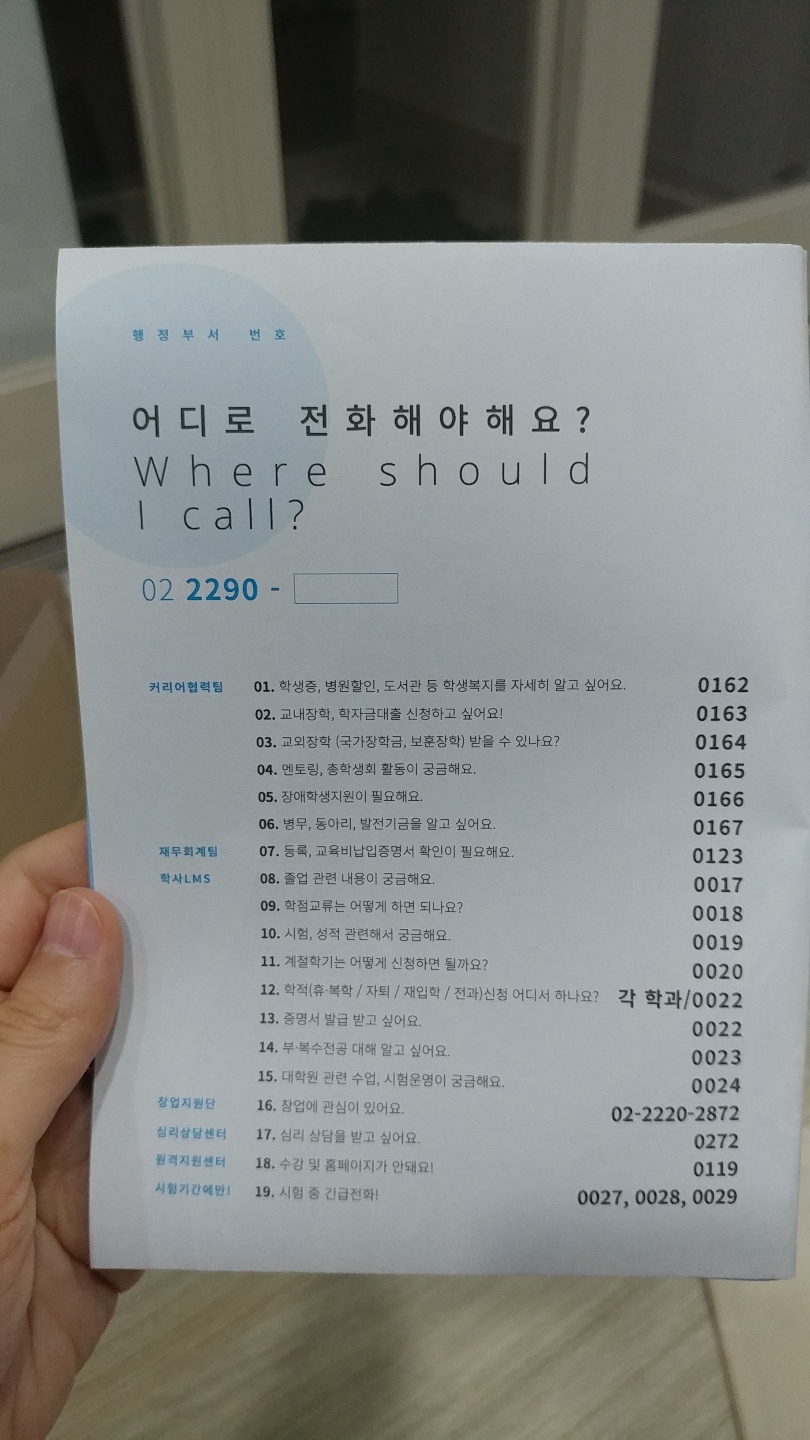 행정부서 번호
어디로 전화해야해요?
Where should
I call?
02 2290 -
커리어협력팀 01. 학생증, 병원할인, 도서관 등 학생복지를 자세히 알고 싶어요. 0162
02. 교내장학, 학자금대출 신청하고 싶어요! 0163
03. 교외장학 (국가장학금, 보훈장학) 받을 수 있나요? 0164
04. 멘토링, 총학생회 활동이 궁금해요. 0165
05. 장애학생지원이 필요해요. 0166
06. 병무, 동아리, 발전기금을 알고 싶어요. 0167
재무회계팀 07. 등록, 교육비납입증명서 확인이 필요해요. 0123
학사LMS 08. 졸업 관련 내용이 궁금해요. 0017
09. 학점교류는 어떻게 하면 되나요? 0018
10. 시험, 성적 관련해서 궁금해요. 0019
11. 계절학기는 어떻게 신청하면 될까요? 0020
12. 학적(휴·복학 / 자퇴 / 재입학 / 전과)신청 어디서 하나요? 각 학과/0022
13. 증명서 발급 받고 싶어요. 0022
14. 부·복수전공 대해 알고 싶어요. 0023
15. 대학원 관련 수업, 시험운영이 궁금해요. 0024
창업지원단 16. 창업에 관심이 있어요. 02-2220-2872
심리상담센터 17. 심리 상담을 받고 싶어요. 0272
원격지원센터 18. 수강 및 홈페이지가 안돼요! 0119
시험기간에만! 19. 시험 중 긴급전화! 0027, 0028, 0029